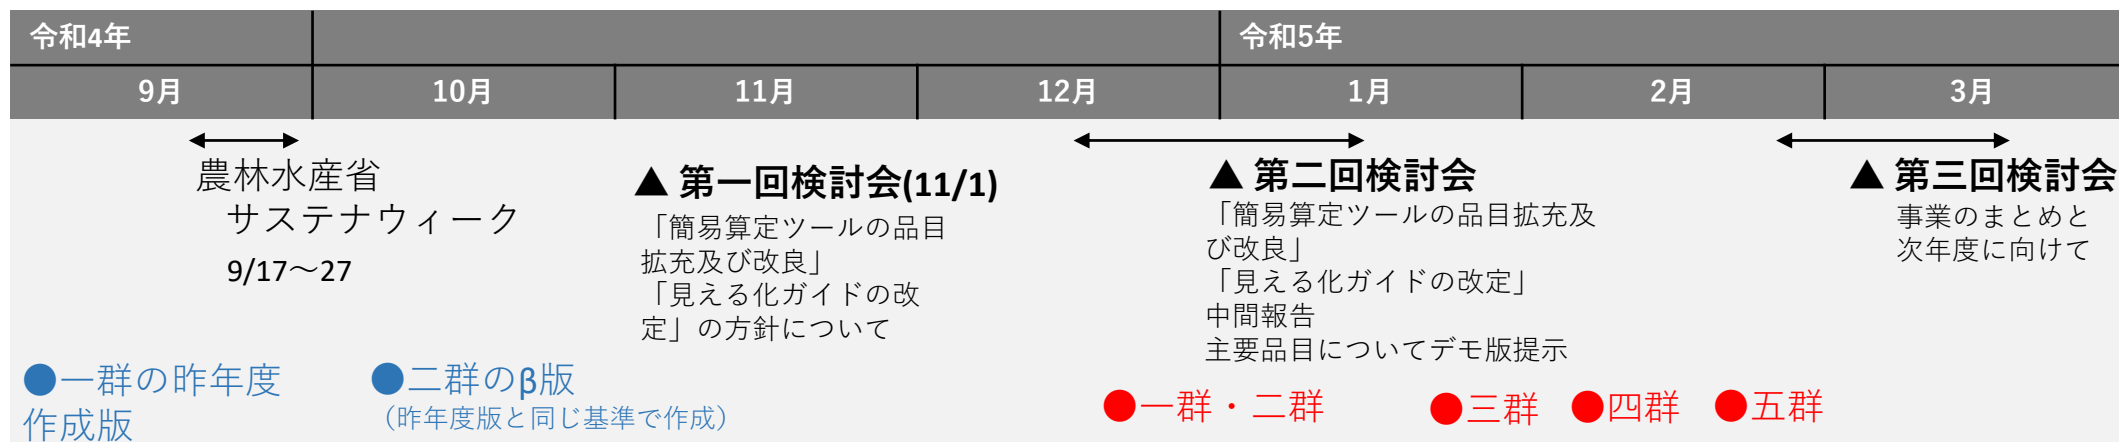 令和4年
令和5年
9月
10月
11月
12月
1月
2月
3月
農林水産省
サステナウィーク
9/17～27
▲ 第一回検討会(11/1)
「簡易算定ツールの品目
拡充及び改良」
「見える化ガイドの改
定」の方針について
▲ 第二回検討会
「簡易算定ツールの品目拡充及
び改良」
「見える化ガイドの改定」
中間報告
主要品目についてデモ版提示
▲ 第三回検討会
事業のまとめと
次年度に向けて
●一群の昨年度
作成版
●二群のβ版
（昨年度版と同じ基準で作成）
●一群・二群
●三群
●四群
●五群